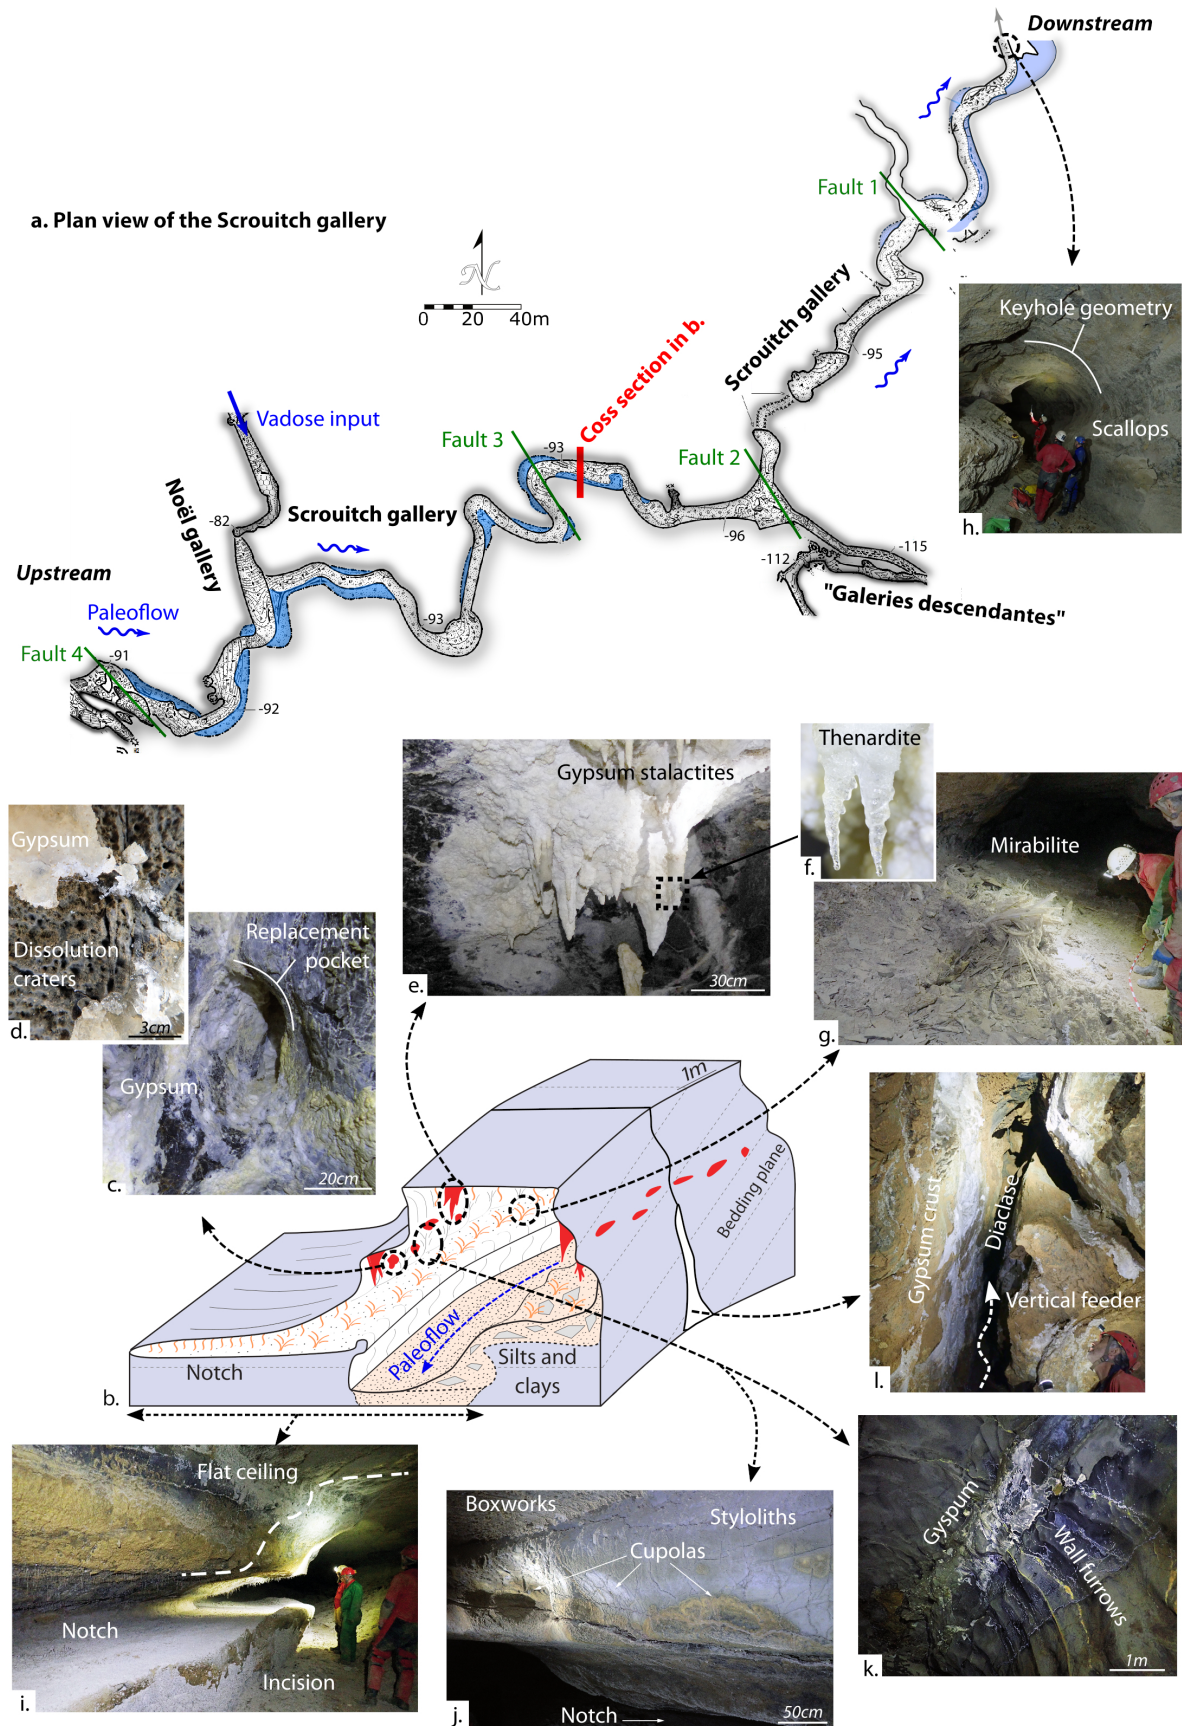 Downstream
Fault 1
a. Plan view of the Scrouitch gallery
N
0 20 40m
Scrouitch gallery
-95
Keyhole geometry
Scallops
h.
Coss section in b.
Vadose input
Fault 3
-93
Fault 2
Noël gallery
-82
Scrouitch gallery
-96
-112
-115
"Galeries descendantes"
Upstream
Paleoflow
-93
Fault 4
-91
-92
Gypsum stalactites
30cm
e.
Thenardite
f.
Mirabilite
g.
Gypsum
Dissolution
craters
3cm
d.
Replacement
pocket
Gypsum
20cm
c.
1m
Bedding plane
Paleoflow
Notch
Silts and
clays
b.
Gypsum crust
Diaclase
Vertical feeder
l.
Flat ceiling
Notch
Incision
i.
Boxworks
Styloliths
Cupolas
Notch
50cm
j.
Gyspum
Wall furrows
1m
k.